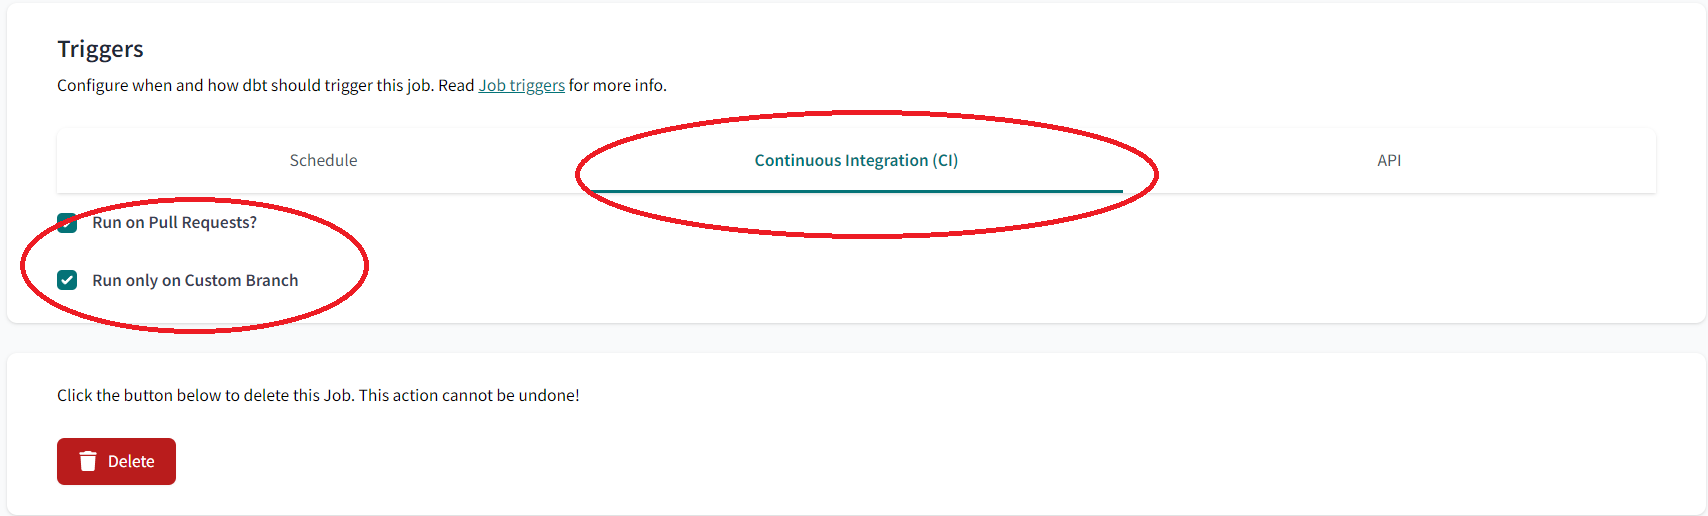 Triggers
Configure when and how dbt should trigger this job. Read Job triggers for more info.
Schedule
Continuous Integration (CI)
API
Run on Pull Requests?
Run only on Custom Branch
Click the button below to delete this Job. This action cannot be undone!
Delete